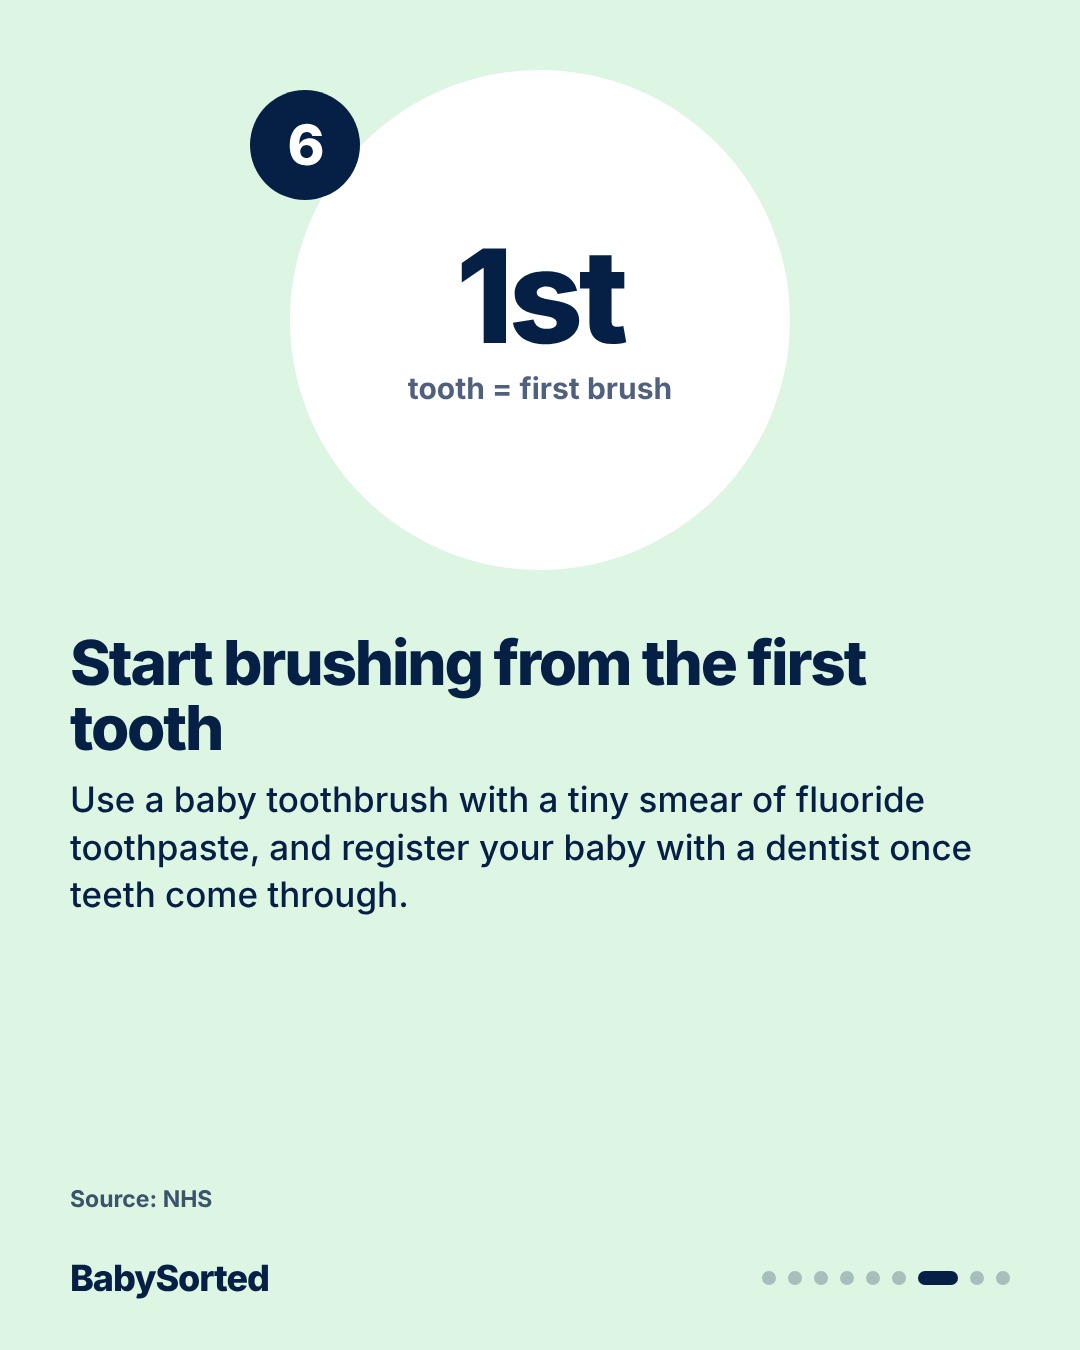 6
1st
tooth = first brush
Start brushing from the first
tooth
Use a baby toothbrush with a tiny smear of fluoride
toothpaste, and register your baby with a dentist once
teeth come through.
Source: NHS
BabySorted